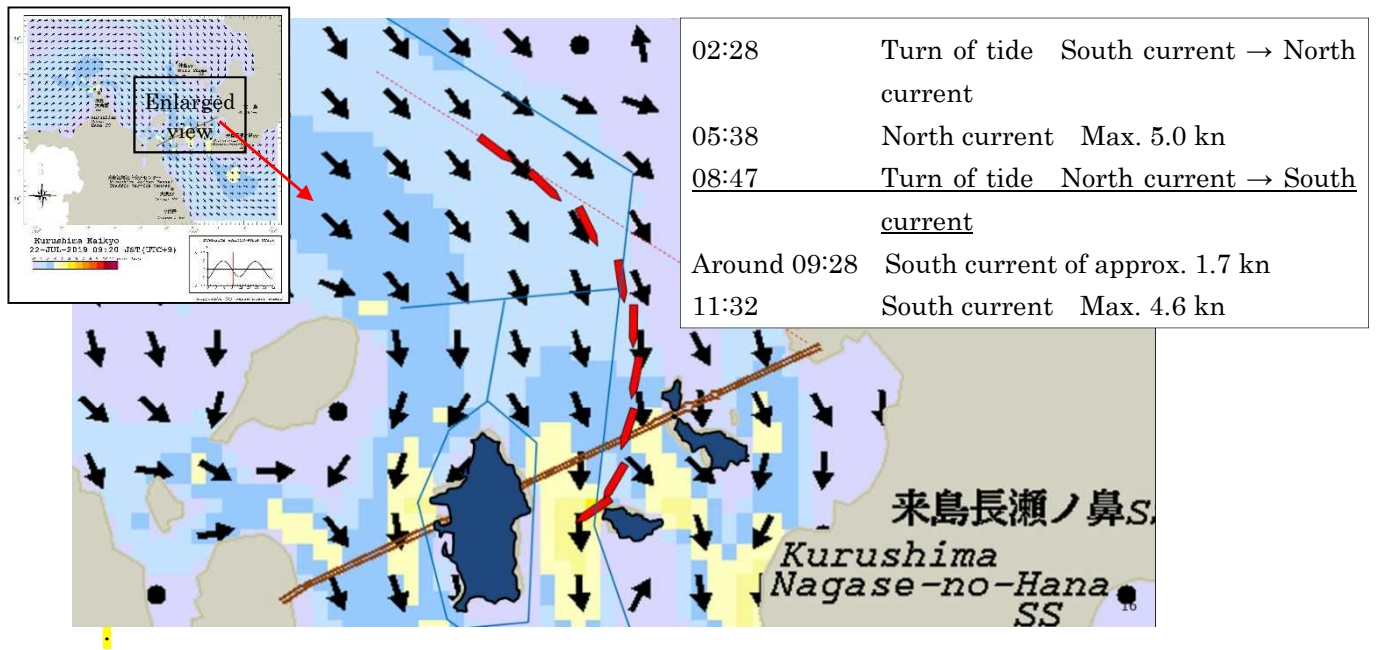 Enlarged
view
Kurushima Kaikyo
22-JUL-2019 09:20 JST(UTC+9)
02:28 Turn of tide South current → North
current
05:38 North current Max. 5.0 kn
08:47 Turn of tide North current → South
current
Around 09:28 South current of approx. 1.7 kn
11:32 South current Max. 4.6 kn
来島長瀬ノ鼻S
Kurushima
Nagase-no-Hana
SS
16